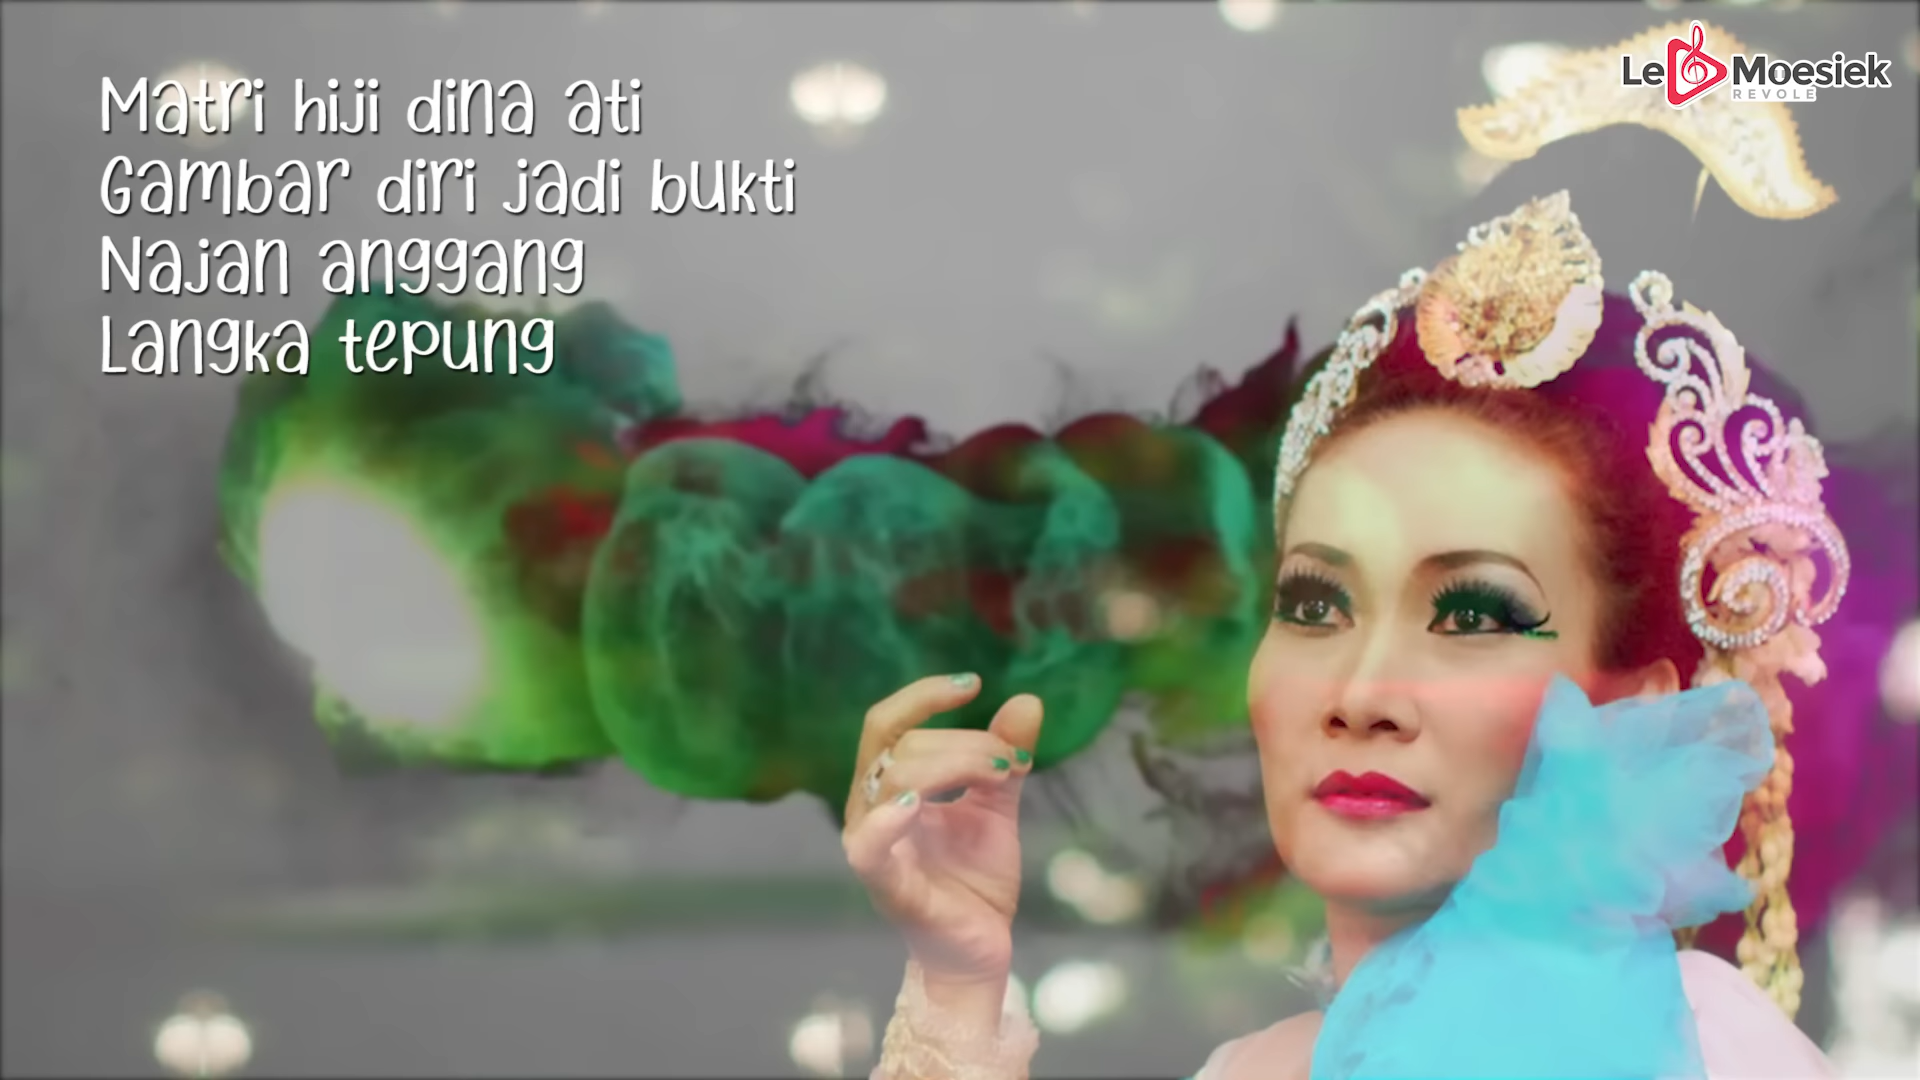 Le Moesiek
REVOLE
Matri hiji dina ati
Gambar diri jadi bukti
Najan anggang
Langka tepung